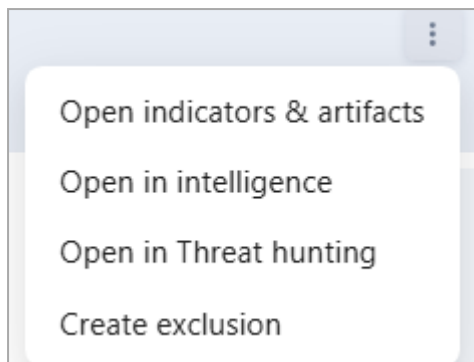 Open indicators & artifacts
Open in intelligence
Open in Threat hunting
Create exclusion